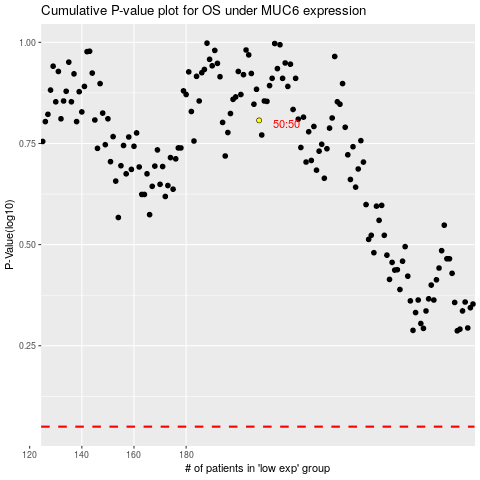 Cumulative P-value plot for OS under MUC6 expression
1.00
50:50
0.75
P-Value(log10)
0.50
0.25
120 140 160 180
# of patients in 'low exp' group